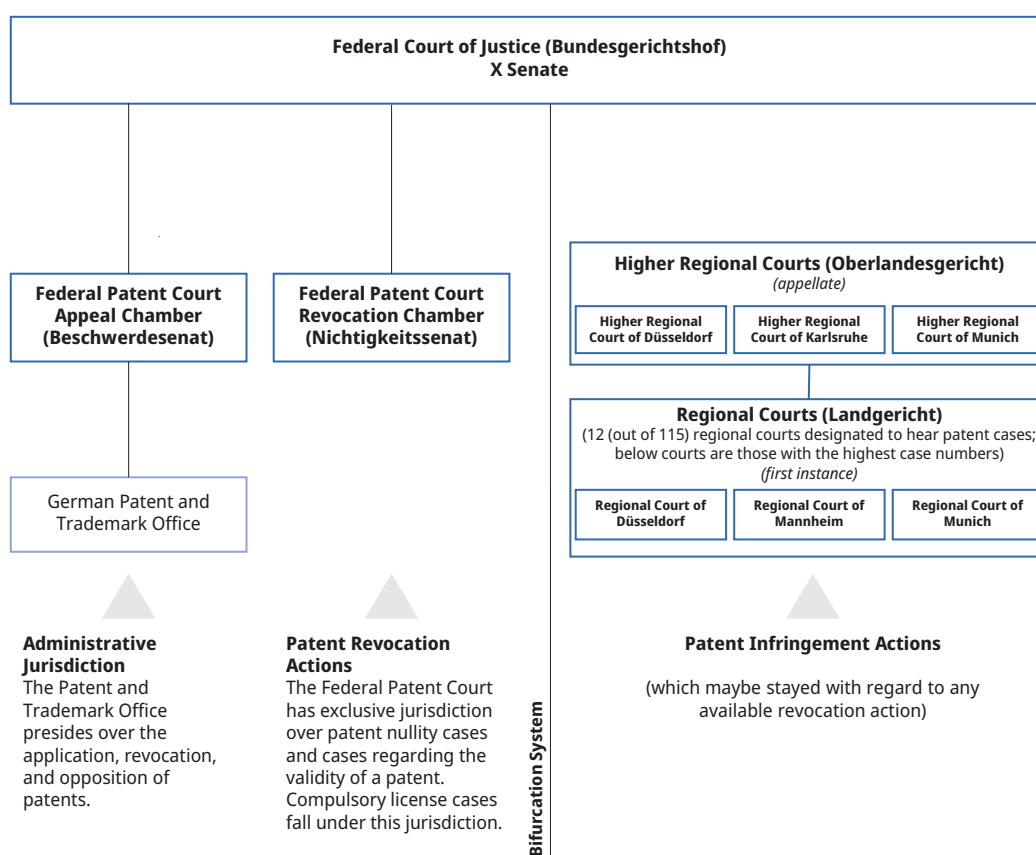 Federal Court of Justice (Bundesgerichtshof)
X Senate
Federal Patent Court
Appeal Chamber
(Beschwerdesenat)
Federal Patent Court
Revocation Chamber
(Nichtigkeitssenat)
Higher Regional Courts (Oberlandesgericht)
(appellate)
Higher Regional
Court of Düsseldorf
Higher Regional
Court of Karlsruhe
Higher Regional
Court of Munich
Regional Courts (Landgericht)
(12 (out of 115) regional courts designated to hear patent cases;
below courts are those with the highest case numbers)
(first instance)
Regional Court of
Düsseldorf
Regional Court of
Mannheim
Regional Court of
Munich
German Patent and
Trademark Office
Administrative
Jurisdiction
The Patent and
Trademark Office
presides over the
application, revocation,
and opposition of
patents.
Patent Revocation
Actions
The Federal Patent Court
has exclusive jurisdiction
over patent nullity cases
and cases regarding the
validity of a patent.
Compulsory license cases
fall under this jurisdiction.
Bifurcation System
Patent Infringement Actions
(which maybe stayed with regard to any
available revocation action)